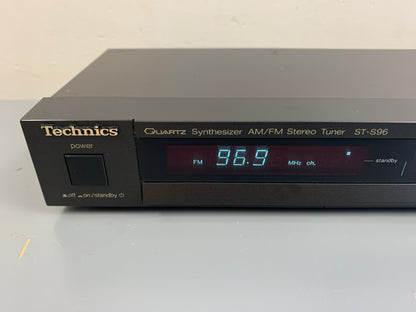 Technics
QUARTZ Synthesizer AM/FM Stereo Tuner ST-S96
power
FM 96.9 MHz ch.
standby
off on/standby